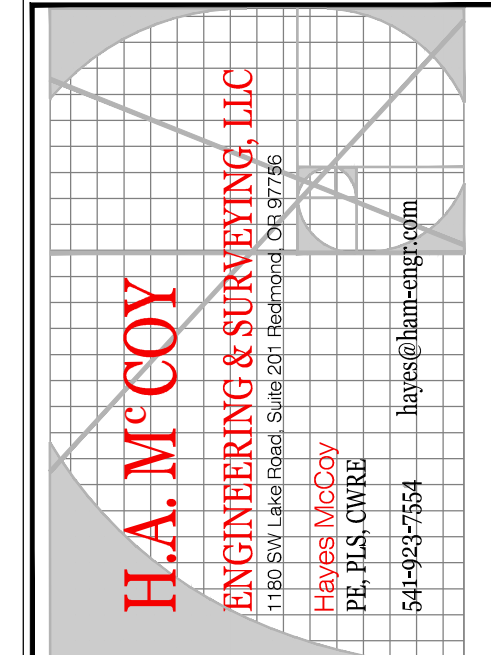 H.A. McCOY
ENGINEERING & SURVEYING, LLC
1180 SW Lake Road, Suite 201 Redmond, OR 97756
Hayes McCoy
PE, PLS, CWRE
541-923-7554 hayes@ham-engr.com